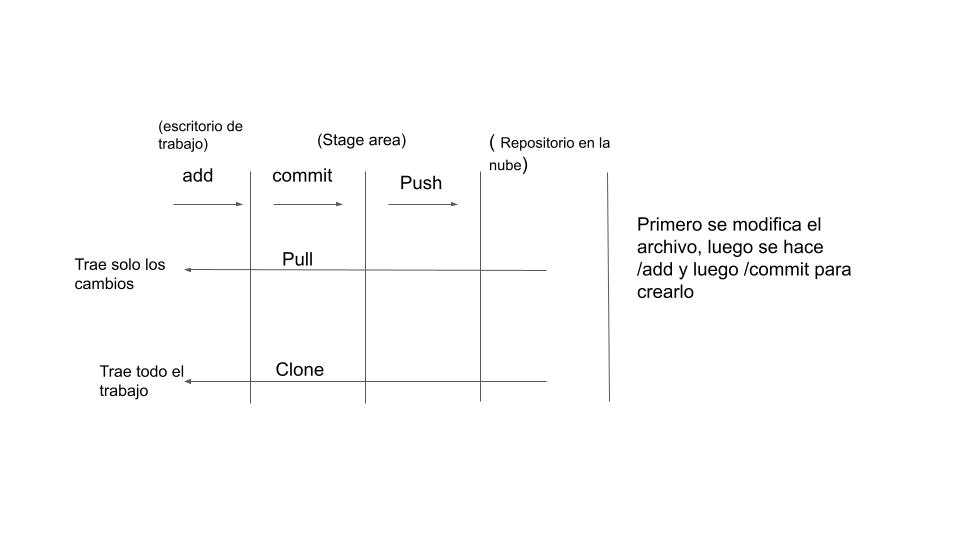 (escritorio de
trabajo)
(Stage area)
( Repositorio en la
nube)
add
commit
Push
Pull
Trae solo los
cambios
Clone
Trae todo el
trabajo
Primero se modifica el
archivo, luego se hace
/add y luego /commit para
crearlo